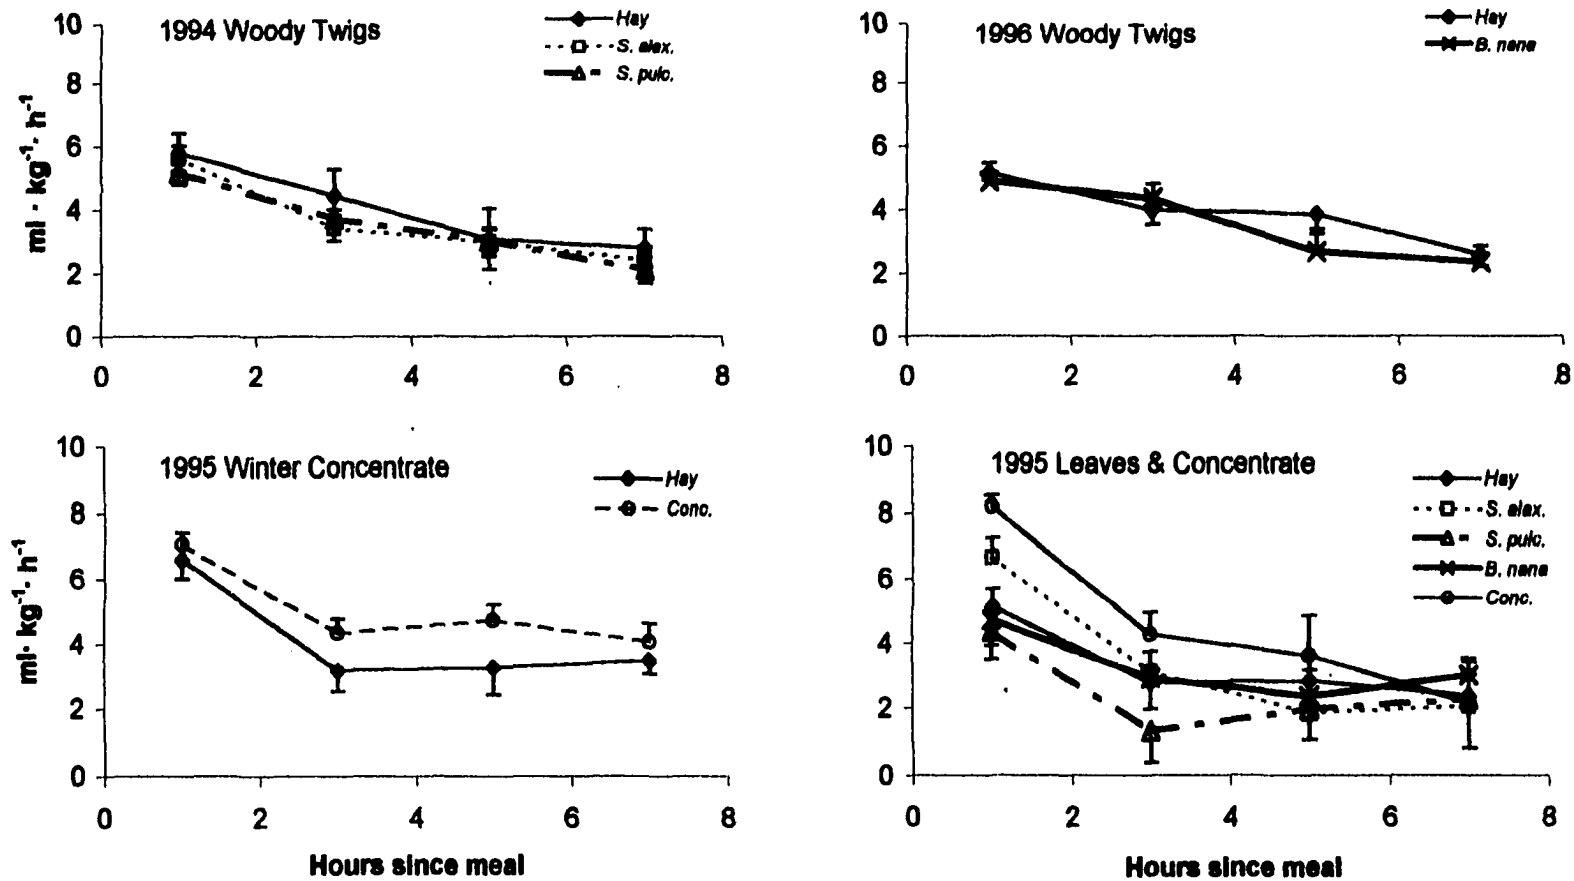 1994 Woody Twigs
Hay
S. alax.
S. pulc.
ml · kg⁻¹· h⁻¹
10
8
6
4
2
0
0 2 4 6 8
1996 Woody Twigs
Hay
B. nana
10
8
6
4
2
0
0 2 4 6 8
1995 Winter Concentrate
Hay
Conc.
ml· kg⁻¹· h⁻¹
10
8
6
4
2
0
0 2 4 6 8
Hours since meal
1995 Leaves & Concentrate
Hay
S. alax.
S. pulc.
B. nana
Conc.
10
8
6
4
2
0
0 2 4 6 8
Hours since meal